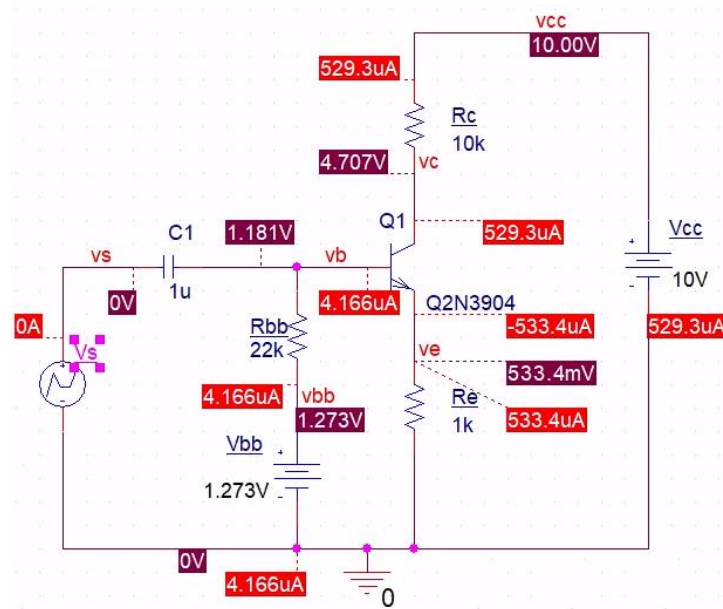 vcc
10.00V
529.3uA
Rc
10k
4.707V
vc
Q1
529.3uA
C1
1.181V
vs
vb
Vcc
1u
0V
4.166uA
Q2N3904
10V
0A
Rbb
-533.4uA
529.3uA
Vs
22k
ve
533.4mV
4.166uA
vbb
Re
1.273V
533.4uA
1k
Vbb
1.273V
0V
4.166uA
0